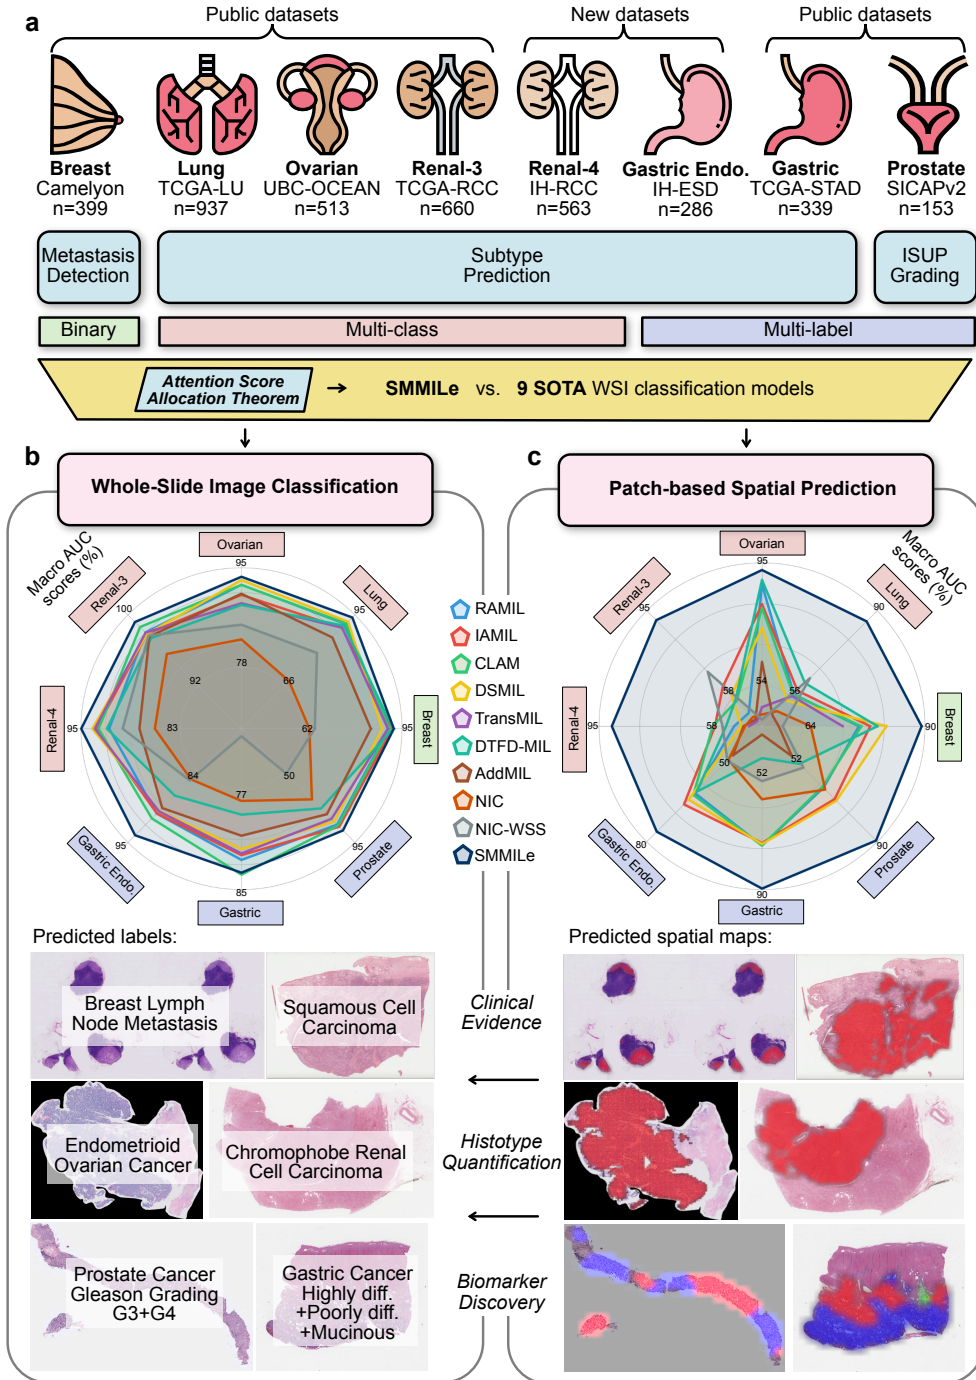 a
Public datasets
New datasets
Public datasets
Breast
Camelyon
n=399
Lung
TCGA-LU
n=937
Ovarian
UBC-OCEAN
n=513
Renal-3
TCGA-RCC
n=660
Renal-4
IH-RCC
n=563
Gastric Endo.
IH-ESD
n=286
Gastric
TCGA-STAD
n=339
Prostate
SICAPv2
n=153
Metastasis
Detection
Subtype
Prediction
ISUP
Grading
Binary
Multi-class
Multi-label
Attention Score
Allocation Theorem
SMMILe vs. 9 SOTA WSI classification models
b
Whole-Slide Image Classification
Macro AUC
scores (%)
Ovarian
95
Lung
95
Breast
95
Prostate
95
Gastric
85
Gastric Endo.
95
Renal-4
95
Renal-3
100
78
66
62
50
77
84
83
92
RAMIL
IAMIL
CLAM
DSMIL
TransMIL
DTFD-MIL
AddMIL
NIC
NIC-WSS
SMMILe
c
Patch-based Spatial Prediction
Macro AUC
scores (%)
Ovarian
95
Lung
90
Breast
90
Prostate
90
Gastric
90
Gastric Endo.
80
Renal-4
95
Renal-3
95
54
56
64
52
52
50
58
58
Predicted labels:
Breast Lymph
Node Metastasis
Squamous Cell
Carcinoma
Endometrioid
Ovarian Cancer
Chromophobe Renal
Cell Carcinoma
Prostate Cancer
Gleason Grading
G3+G4
Gastric Cancer
Highly diff.
+Poorly diff.
+Mucinous
Clinical
Evidence
Histotype
Quantification
Biomarker
Discovery
Predicted spatial maps: